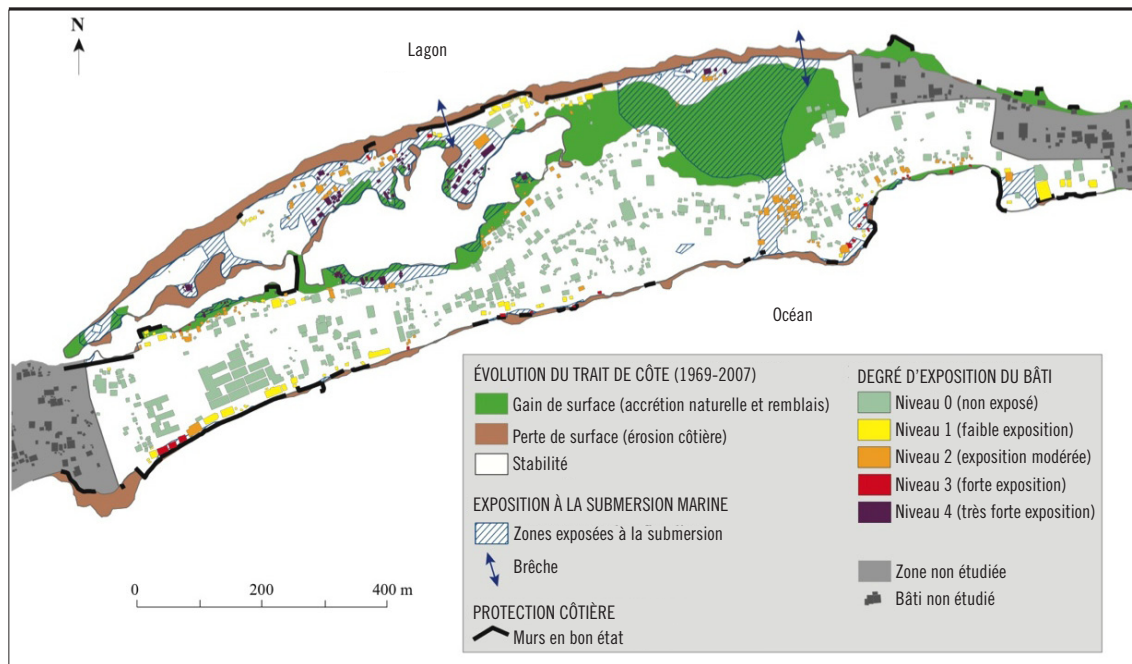 N
Lagon
Océan
0 200 400 m
ÉVOLUTION DU TRAIT DE CÔTE (1969-2007)
Gain de surface (accrétion naturelle et remblais)
Perte de surface (érosion côtière)
Stabilité
EXPOSITION À LA SUBMERSION MARINE
Zones exposées à la submersion
Brêche
PROTECTION CÔTIÈRE
Murs en bon état
DEGRÉ D'EXPOSITION DU BÂTI
Niveau 0 (non exposé)
Niveau 1 (faible exposition)
Niveau 2 (exposition modérée)
Niveau 3 (forte exposition)
Niveau 4 (très forte exposition)
Zone non étudiée
Bâti non étudié